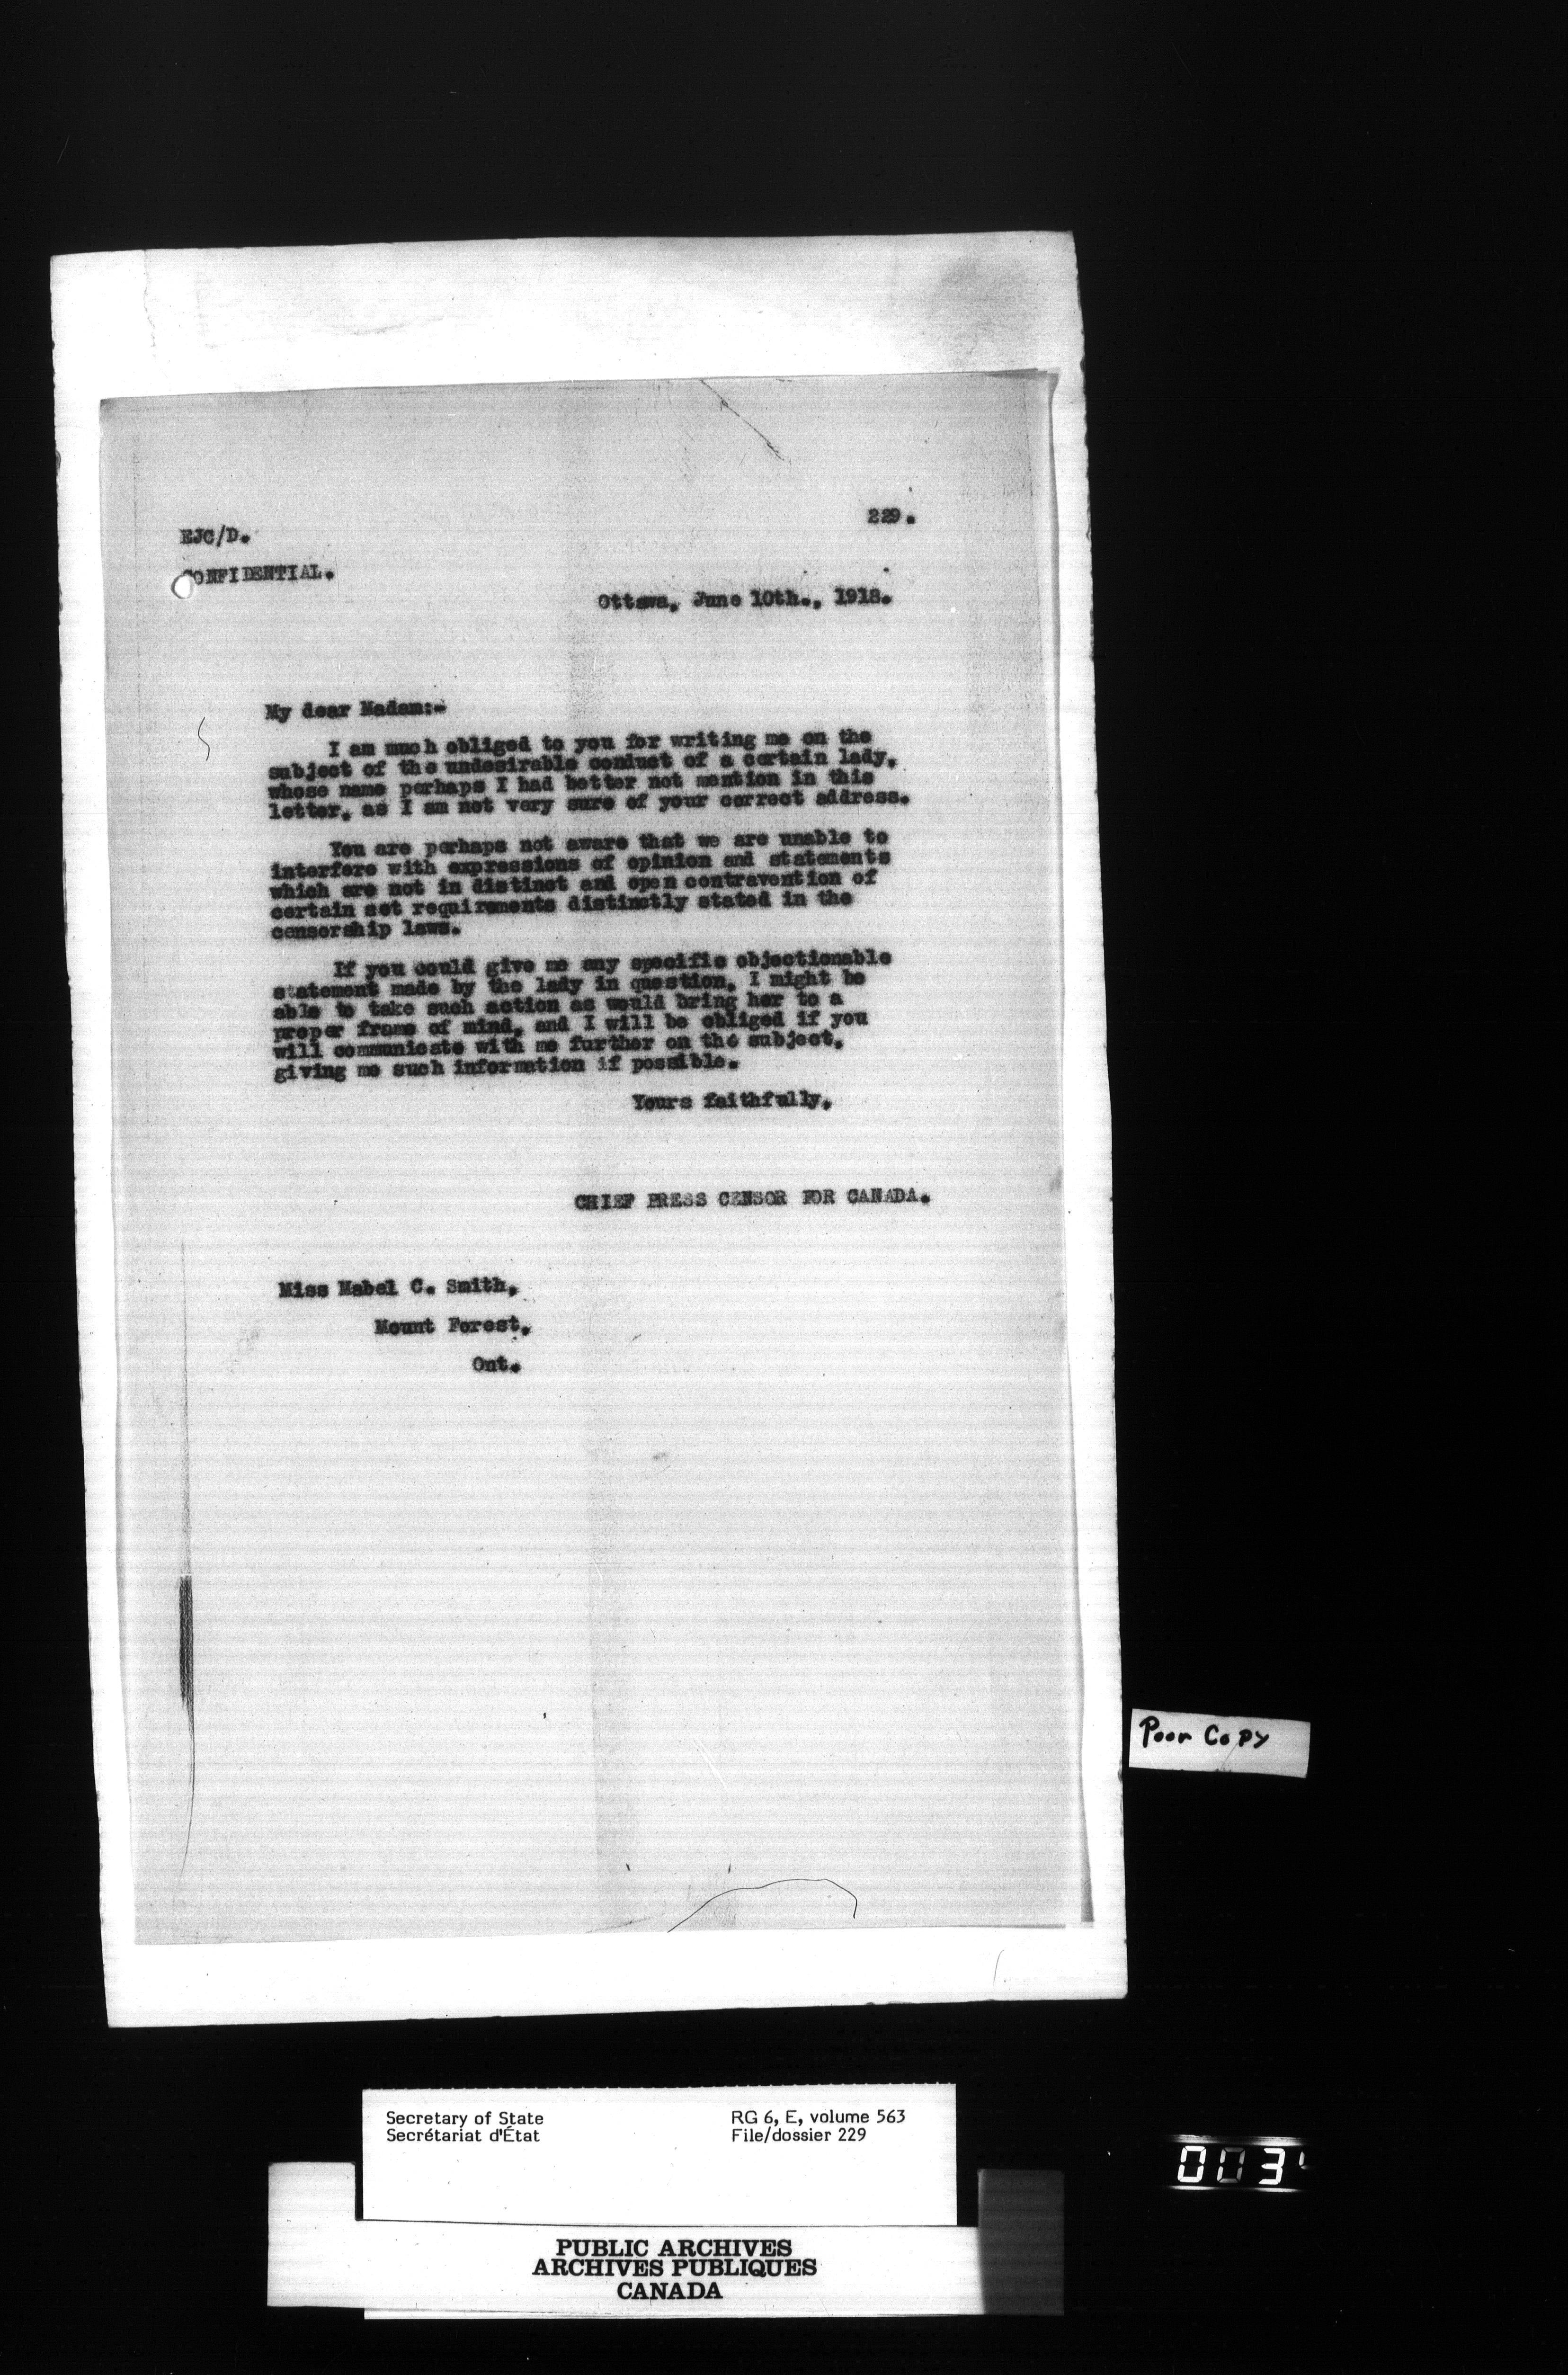 229.
EJC/D.
CONFIDENTIAL.
Ottawa, June 10th., 1918.
My dear Madam:-
I am much obliged to you for writing me on the
subject of the undesirable conduct of a certain lady,
whose name perhaps I had better not mention in this
letter, as I am not very sure of your correct address.
You are perhaps not aware that we are unable to
interfere with expressions of opinion and statements
which are not in distinct and open contravention of
certain set requirements distinctly stated in the
censorship laws.
If you could give me any specific objectionable
statement made by the lady in question, I might be
able to take such action as would bring her to a
proper frame of mind, and I will be obliged if you
will communicate with me further on the subject,
giving me such information if possible.
Yours faithfully,
CHIEF PRESS CENSOR FOR CANADA.
Miss Mabel C. Smith,
Mount Forest,
Ont.
Poor Copy
Secretary of State
Secrétariat d'État
RG 6, E, volume 563
File/dossier 229
003
PUBLIC ARCHIVES
ARCHIVES PUBLIQUES
CANADA